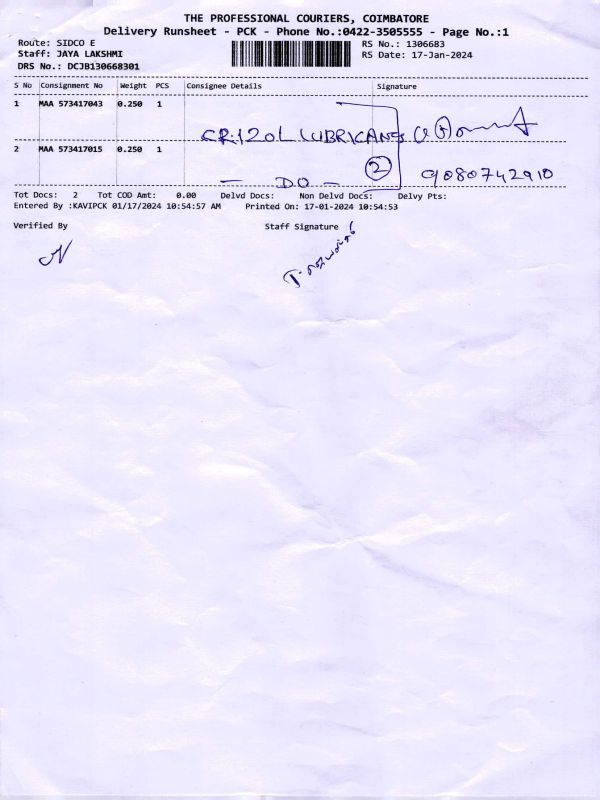 THE PROFESSIONAL COURIERS, COIMBATORE
Delivery Runsheet - PCK - Phone No.:0422-3505555 - Page No.:1
Route: SIDCO E
RS No.: 1306683
Staff: JAYA LAKSHMI
RS Date: 17-Jan-2024
DRS No.: DCJB130668301
S No Consignment No Weight PCS Consignee Details Signature
1 MAA 573417043 0.250 1
LUBRICANS
2 MAA 573417015 0.250 1
- DO - 2 9080742910
Tot Docs: 2 Tot COD Amt: 0.00 Delvd Docs: Non Delvd Docs: Delvy Pts:
Entered By :KAVIPCK 01/17/2024 10:54:57 AM Printed On: 17-01-2024 10:54:53
Verified By Staff Signature